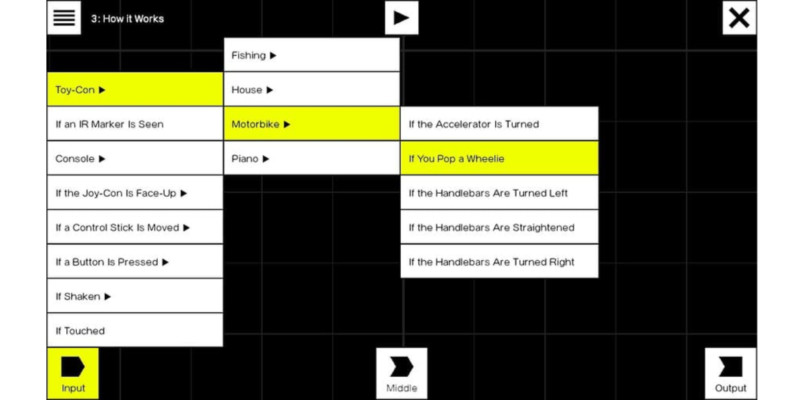 3: How it Works
Fishing ▶
Toy-Con ▶
House ▶
If an IR Marker Is Seen
Motorbike ▶
If the Accelerator Is Turned
Console ▶
Piano ▶
If You Pop a Wheelie
If the Joy-Con Is Face-Up ▶
If the Handlebars Are Turned Left
If a Control Stick Is Moved ▶
If the Handlebars Are Straightened
If a Button Is Pressed ▶
If the Handlebars Are Turned Right
If Shaken ▶
If Touched
Input
Middle
Output